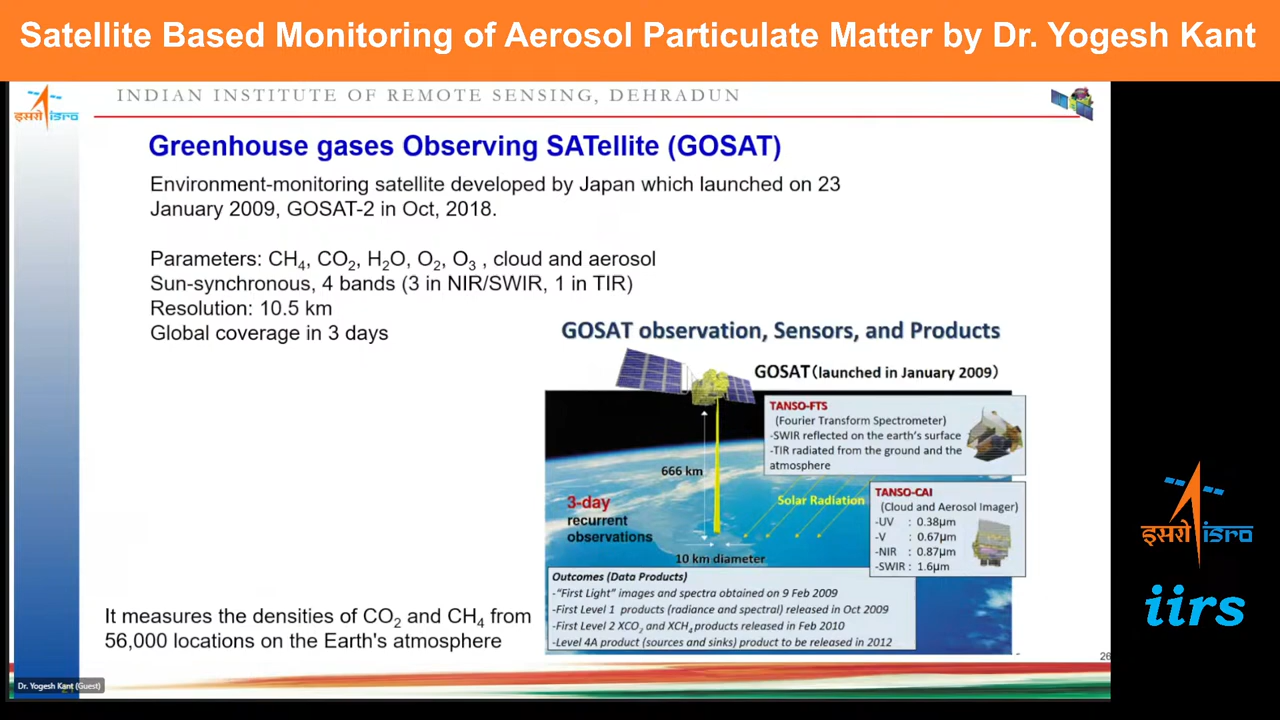 Satellite Based Monitoring of Aerosol Particulate Matter by Dr. Yogesh Kant
इसरो isro
INDIAN INSTITUTE OF REMOTE SENSING, DEHRADUN
Greenhouse gases Observing SATellite (GOSAT)
Environment-monitoring satellite developed by Japan which launched on 23
January 2009, GOSAT-2 in Oct, 2018.
Parameters: CH4, CO2, H2O, O2, O3 , cloud and aerosol
Sun-synchronous, 4 bands (3 in NIR/SWIR, 1 in TIR)
Resolution: 10.5 km
Global coverage in 3 days
GOSAT observation, Sensors, and Products
GOSAT (launched in January 2009)
TANSO-FTS
(Fourier Transform Spectrometer)
-SWIR reflected on the earth's surface
-TIR radiated from the ground and the
atmosphere
666 km
3-day
recurrent
observations
Solar Radiation
10 km diameter
TANSO-CAI
(Cloud and Aerosol Imager)
-UV : 0.38μm
-V : 0.67μm
-NIR : 0.87μm
-SWIR : 1.6μm
Outcomes (Data Products)
-"First Light" images and spectra obtained on 9 Feb 2009
-First Level 1 products (radiance and spectral) released in Oct 2009
-First Level 2 XCO2 and XCH4 products released in Feb 2010
-Level 4A product (sources and sinks) product to be released in 2012
It measures the densities of CO2 and CH4 from
56,000 locations on the Earth's atmosphere
26
Dr. Yogesh Kant (Guest)
इसरो isro
iirs